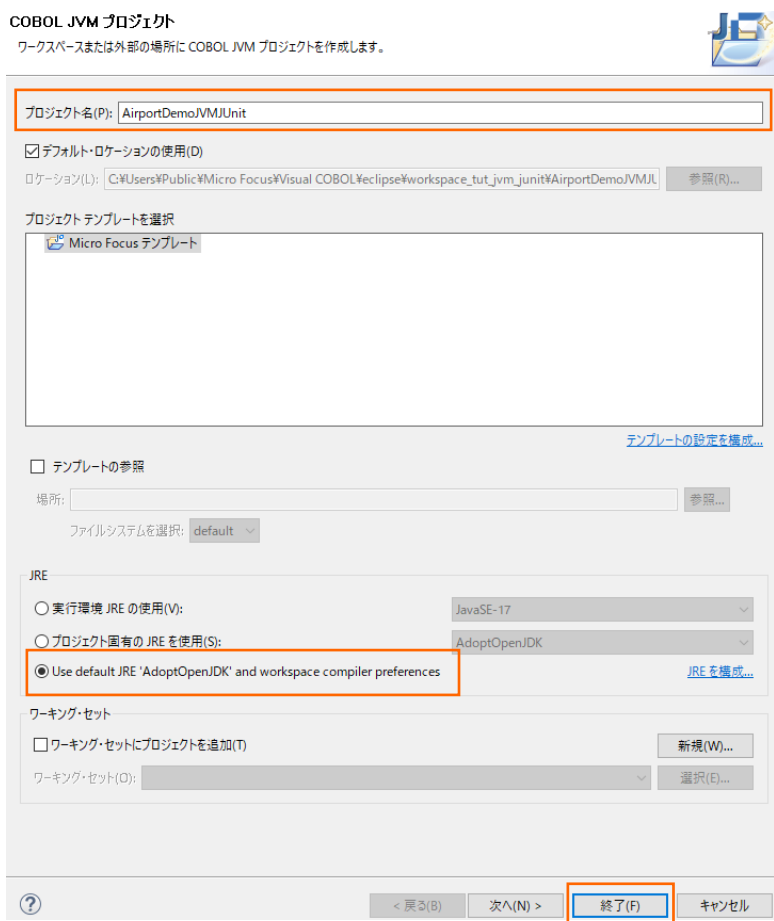 COBOL JVM プロジェクト
ワークスペースまたは外部の場所に COBOL JVM プロジェクトを作成します。
プロジェクト名(P): AirportDemoJVMJUnit
デフォルト・ロケーションの使用(D)
ロケーション(L): C:¥Users¥Public¥Micro Focus¥Visual COBOL¥eclipse¥workspace_tut_jvm_junit¥AirportDemoJVMJU 参照(R)...
プロジェクト テンプレートを選択
Micro Focus テンプレート
テンプレートの設定を構成...
テンプレートの参照
場所: 参照...
ファイルシステムを選択: default
JRE
実行環境 JRE の使用(V): JavaSE-17
プロジェクト固有の JRE を使用(S): AdoptOpenJDK
Use default JRE 'AdoptOpenJDK' and workspace compiler preferences JRE を構成...
ワーキング・セット
ワーキング・セットにプロジェクトを追加(T) 新規(W)...
ワーキング・セット(O): 選択(E)...
? < 戻る(B) 次へ(N) > 終了(F) キャンセル